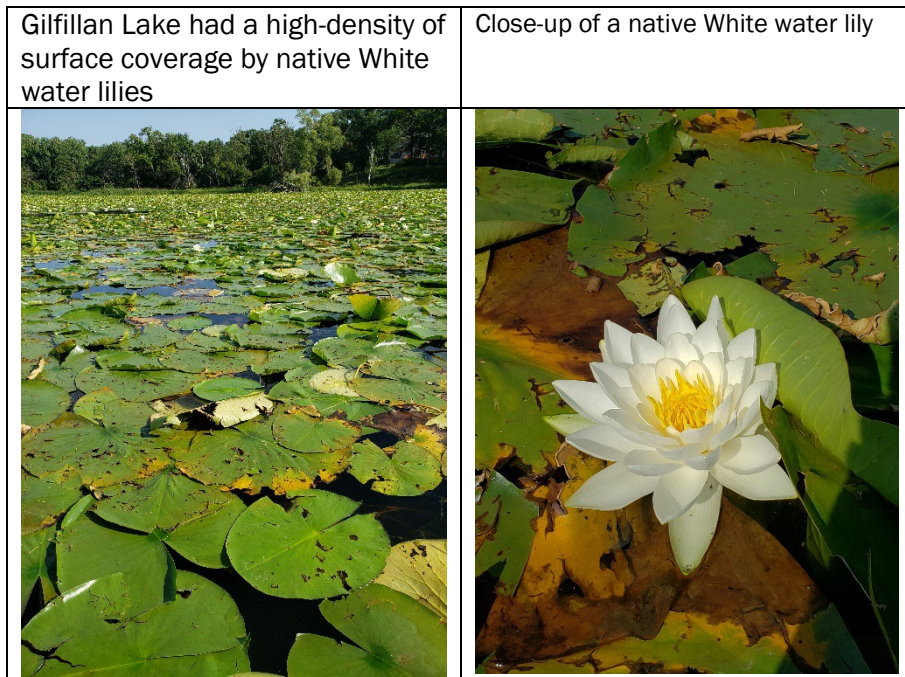 Gilfillan Lake had a high-density of
surface coverage by native White
water lilies
Close-up of a native White water lily